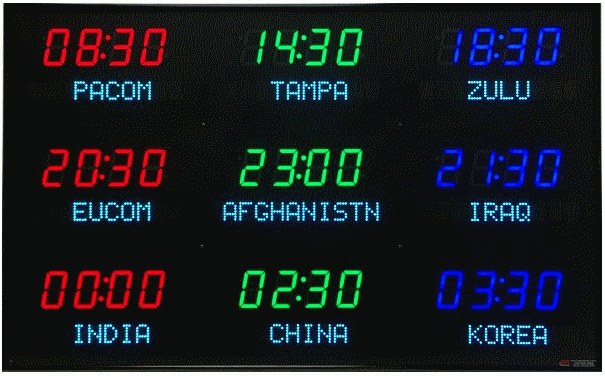 08:30 14:30 18:30
PACOM TAMPA ZULU
20:30 23:00 21:30
EUCOM AFGHANISTN IRAQ
00:00 02:30 03:30
INDIA CHINA KOREA